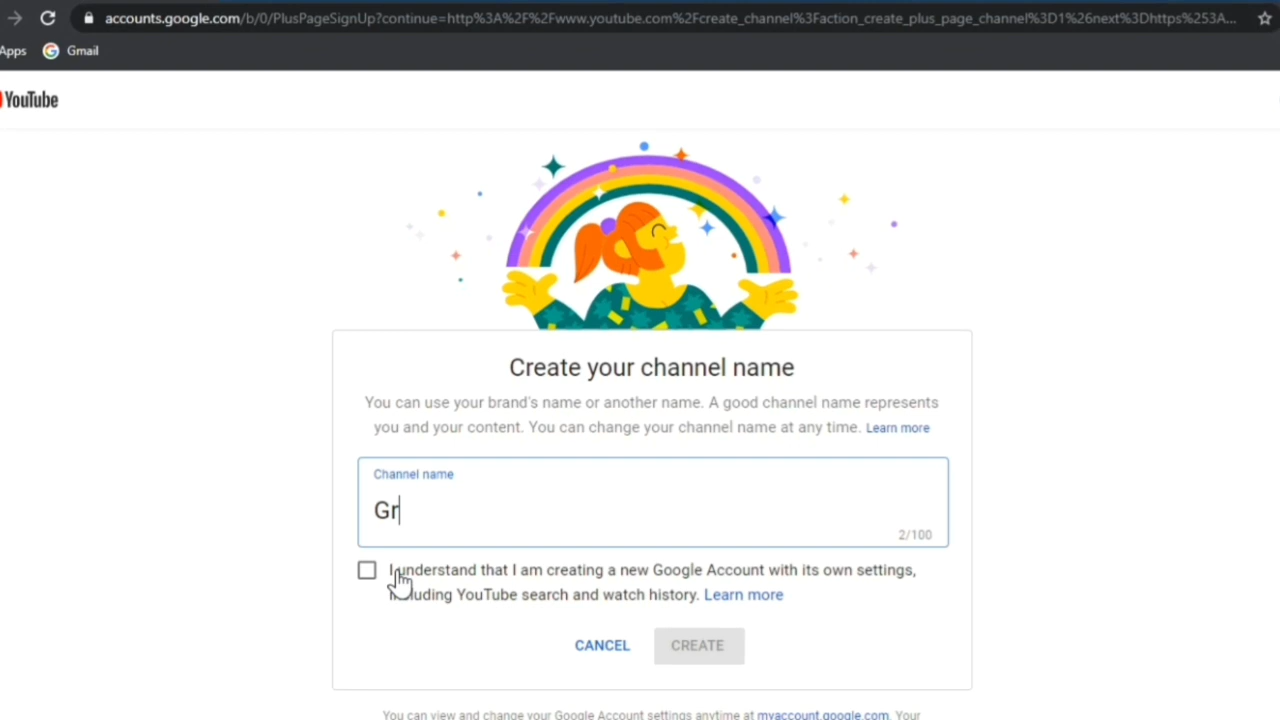 accounts.google.com/b/0/PlusPageSignUp?continue=http%3A%2F%2Fwww.youtube.com%2Fcreate_channel%3Faction_create_plus_page_channel%3D1%26next%3Dhttps%253A...
Apps Gmail
YouTube
Create your channel name
You can use your brand's name or another name. A good channel name represents
you and your content. You can change your channel name at any time. Learn more
Channel name
Gr
2/100
I understand that I am creating a new Google Account with its own settings,
including YouTube search and watch history. Learn more
CANCEL CREATE
You can view and change your Google Account settings anytime at myaccount.google.com. Your